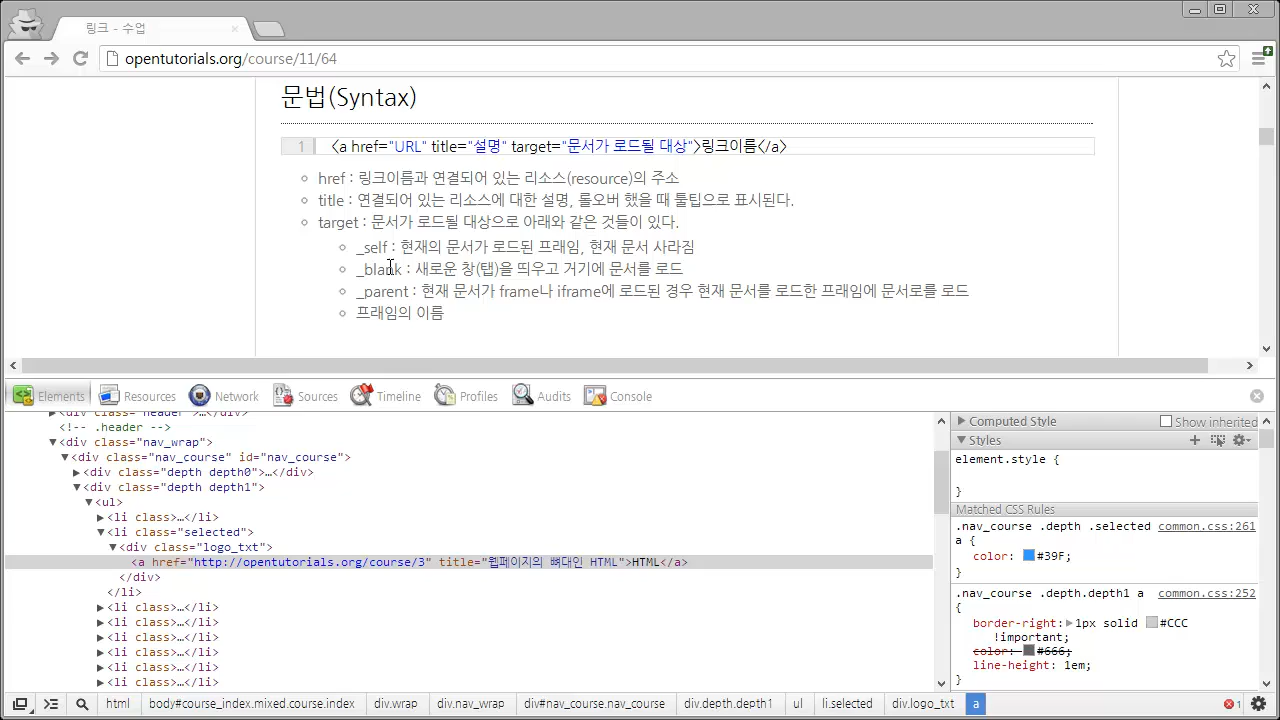 링크 - 수업
opentutorials.org/course/11/64
문법(Syntax)
1 <a href="URL" title="설명" target="문서가 로드될 대상">링크이름</a>
href : 링크이름과 연결되어 있는 리소스(resource)의 주소
title : 연결되어 있는 리소스에 대한 설명, 롤오버 했을 때 툴팁으로 표시된다.
target : 문서가 로드될 대상으로 아래와 같은 것들이 있다.
_self : 현재의 문서가 로드된 프래임, 현재 문서 사라짐
_blank : 새로운 창(탭)을 띄우고 거기에 문서를 로드
_parent : 현재 문서가 frame나 iframe에 로드된 경우 현재 문서를 로드한 프래임에 문서로를 로드
프래임의 이름
Elements Resources Network Sources Timeline Profiles Audits Console
<div class="header">…</div>
<!-- .header -->
<div class="nav_wrap">
<div class="nav_course" id="nav_course">
<div class="depth depth0">…</div>
<div class="depth depth1">
<ul>
<li class>…</li>
<li class="selected">
<div class="logo_txt">
<a href="http://opentutorials.org/course/3" title="웹페이지의 뼈대인 HTML">HTML</a>
</div>
</li>
<li class>…</li>
<li class>…</li>
<li class>…</li>
<li class>…</li>
<li class>…</li>
<li class>…</li>
Computed Style Show inherited
Styles
element.style {
}
Matched CSS Rules
.nav_course .depth .selected common.css:261
a {
color: #39F;
}
.nav_course .depth.depth1 a common.css:252
{
border-right: 1px solid #CCC
!important;
color: #666;
line-height: 1em;
}
html body#course_index.mixed.course.index div.wrap div.nav_wrap div#nav_course.nav_course div.depth.depth1 ul li.selected div.logo_txt a 1